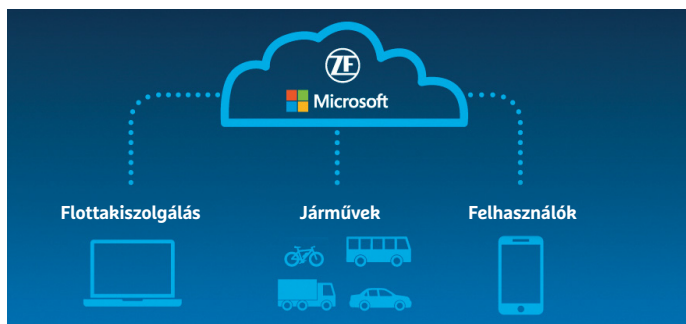 ZF
Microsoft
Flottakiszolgálás
Járművek
Felhasználók